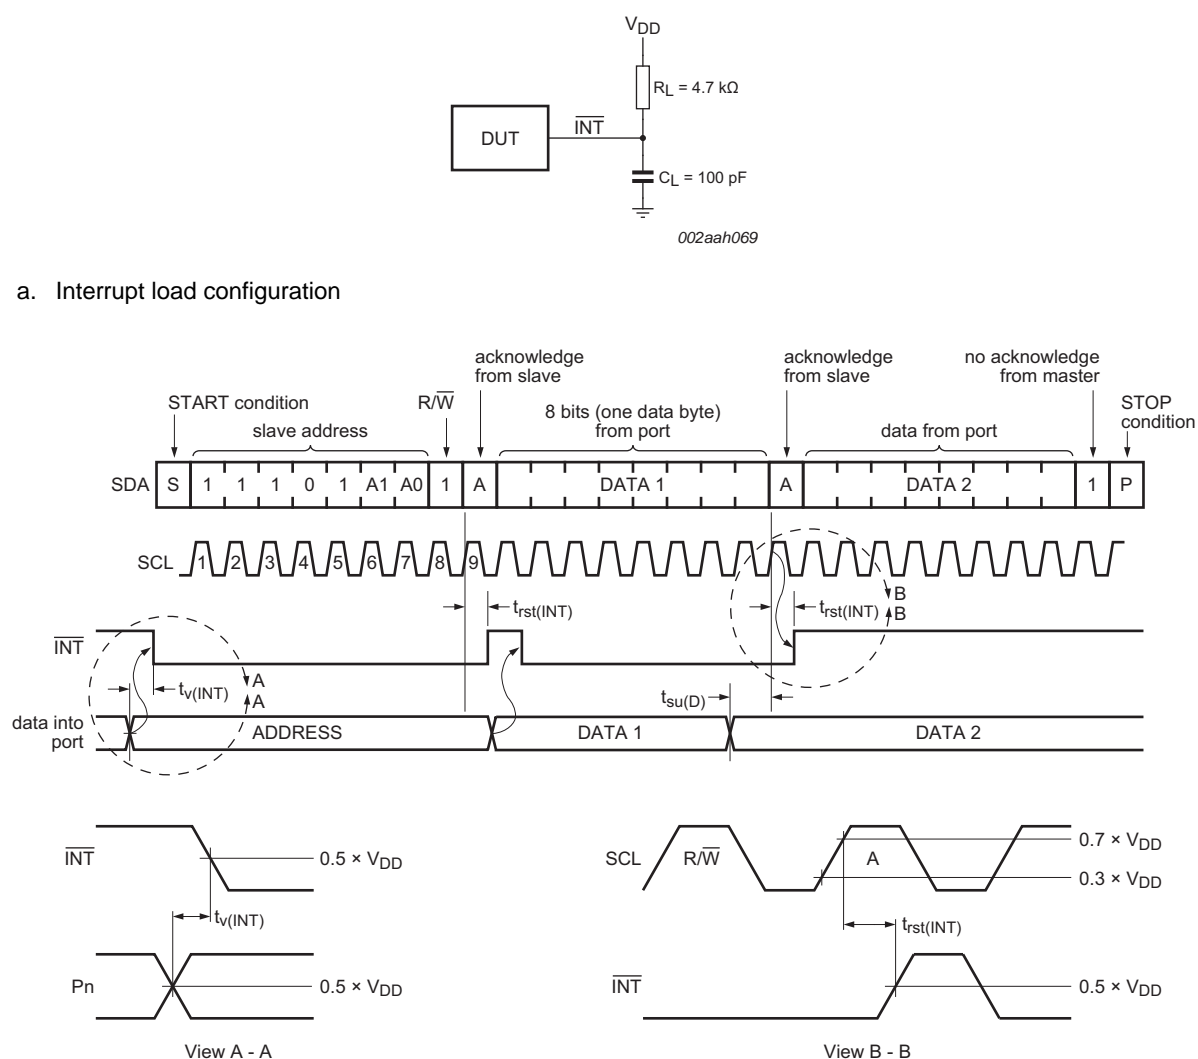 VDD
RL = 4.7 kΩ
DUT
INT
CL = 100 pF
002aah069
a. Interrupt load configuration
acknowledge
from slave
acknowledge
from slave
no acknowledge
from master
START condition
R/W
8 bits (one data byte)
from port
STOP
condition
slave address
data from port
SDA S 1 1 1 0 1 A1 A0 1 A DATA 1 A DATA 2 1 P
SCL 1 2 3 4 5 6 7 8 9
B
B
trst(INT)
trst(INT)
INT
A
A
tv(INT)
tsu(D)
data into
port
ADDRESS
DATA 1
DATA 2
INT
0.5 × VDD
tv(INT)
Pn
0.5 × VDD
View A - A
SCL
R/W
A
0.7 × VDD
0.3 × VDD
trst(INT)
INT
0.5 × VDD
View B - B